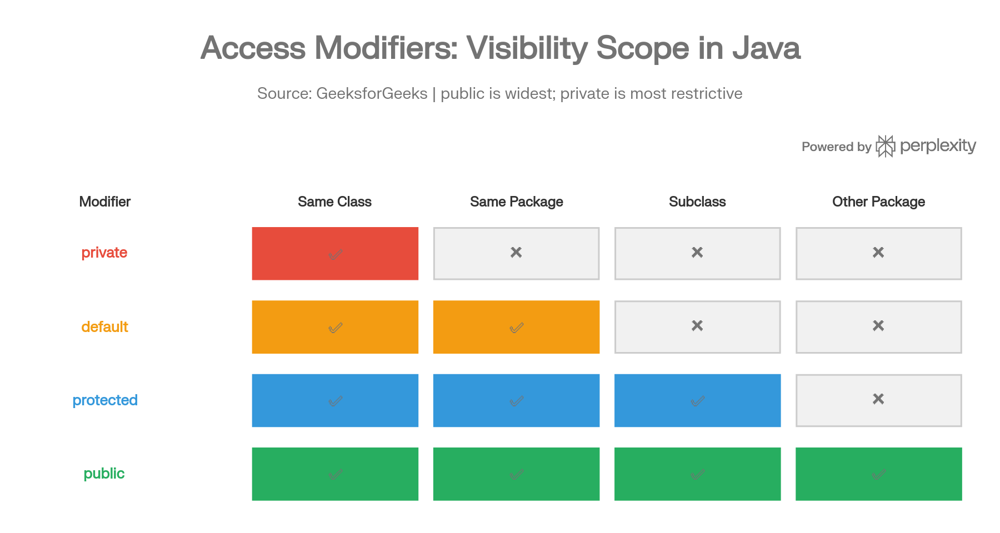 Access Modifiers: Visibility Scope in Java
Source: GeeksforGeeks | public is widest; private is most restrictive
Powered by perplexity
Modifier Same Class Same Package Subclass Other Package
private ✓ ✗ ✗ ✗
default ✓ ✓ ✗ ✗
protected ✓ ✓ ✓ ✗
public ✓ ✓ ✓ ✓